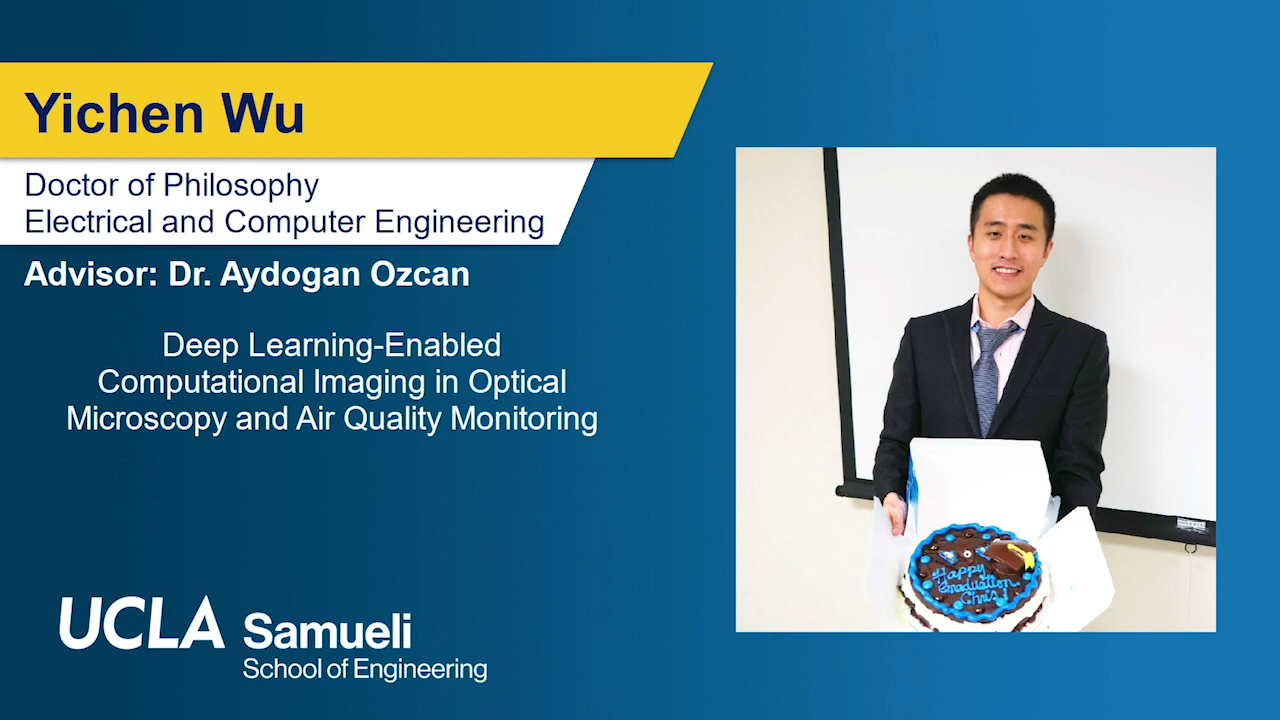 Yichen Wu
Doctor of Philosophy
Electrical and Computer Engineering
Advisor: Dr. Aydogan Ozcan
Deep Learning-Enabled
Computational Imaging in Optical
Microscopy and Air Quality Monitoring
UCLA Samueli
School of Engineering
Happy
Graduation
Chris!